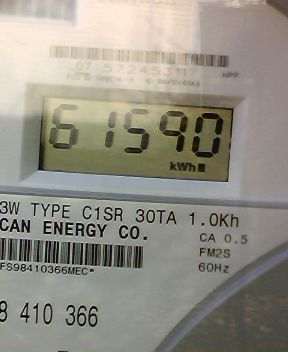 61590
kWh
3W TYPE C1SR 30TA 1.0Kh
CAN ENERGY CO.
CA 0.5
FM2S
FS98410366MEC*
60Hz
8 410 366